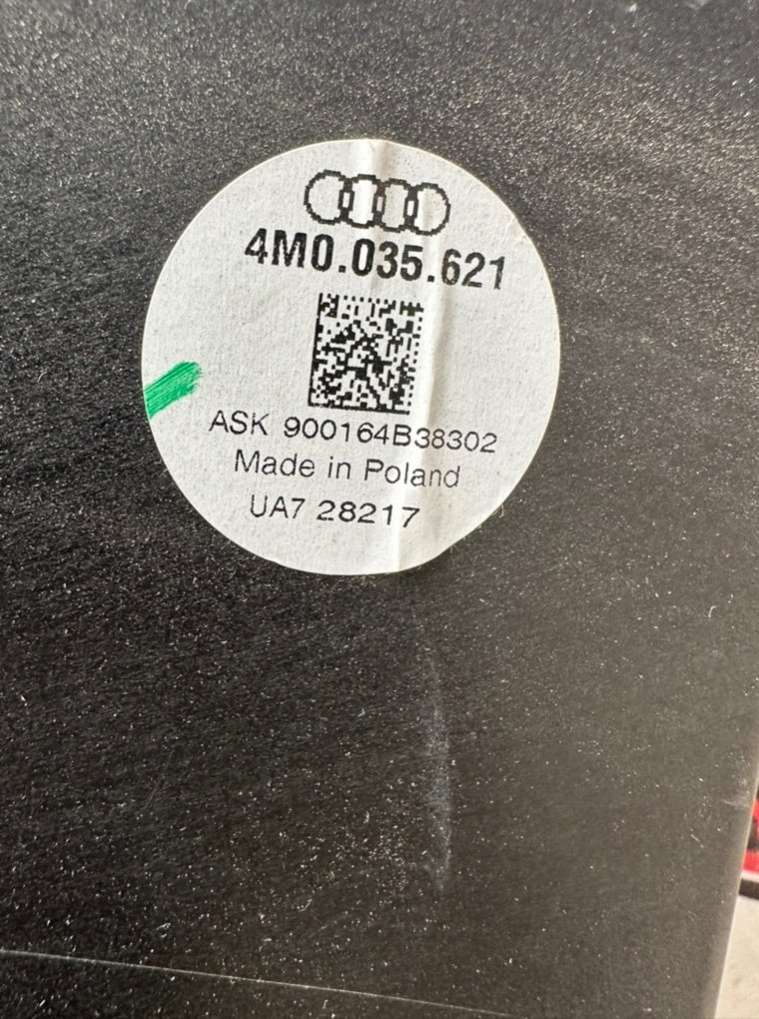 4M0.035.621
ASK 900164B38302
Made in Poland
UA7 28217